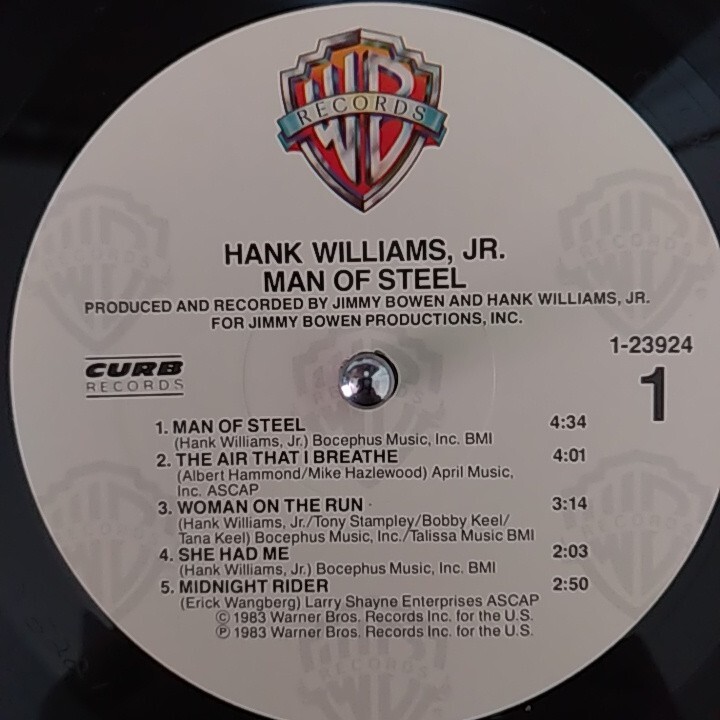 WB
RECORDS
HANK WILLIAMS, JR.
MAN OF STEEL
PRODUCED AND RECORDED BY JIMMY BOWEN AND HANK WILLIAMS, JR.
FOR JIMMY BOWEN PRODUCTIONS, INC.
1-23924
CURB
RECORDS
1
1. MAN OF STEEL 4:34
(Hank Williams, Jr.) Bocephus Music, Inc. BMI
2. THE AIR THAT I BREATHE 4:01
(Albert Hammond/Mike Hazlewood) April Music,
Inc. ASCAP
3. WOMAN ON THE RUN 3:14
(Hank Williams, Jr./Tony Stampley/Bobby Keel/
Tana Keel) Bocephus Music, Inc./Talissa Music BMI
4. SHE HAD ME 2:03
(Hank Williams, Jr.) Bocephus Music, Inc. BMI
5. MIDNIGHT RIDER 2:50
(Erick Wangberg) Larry Shayne Enterprises ASCAP
© 1983 Warner Bros. Records Inc. for the U.S.
℗ 1983 Warner Bros. Records Inc. for the U.S.